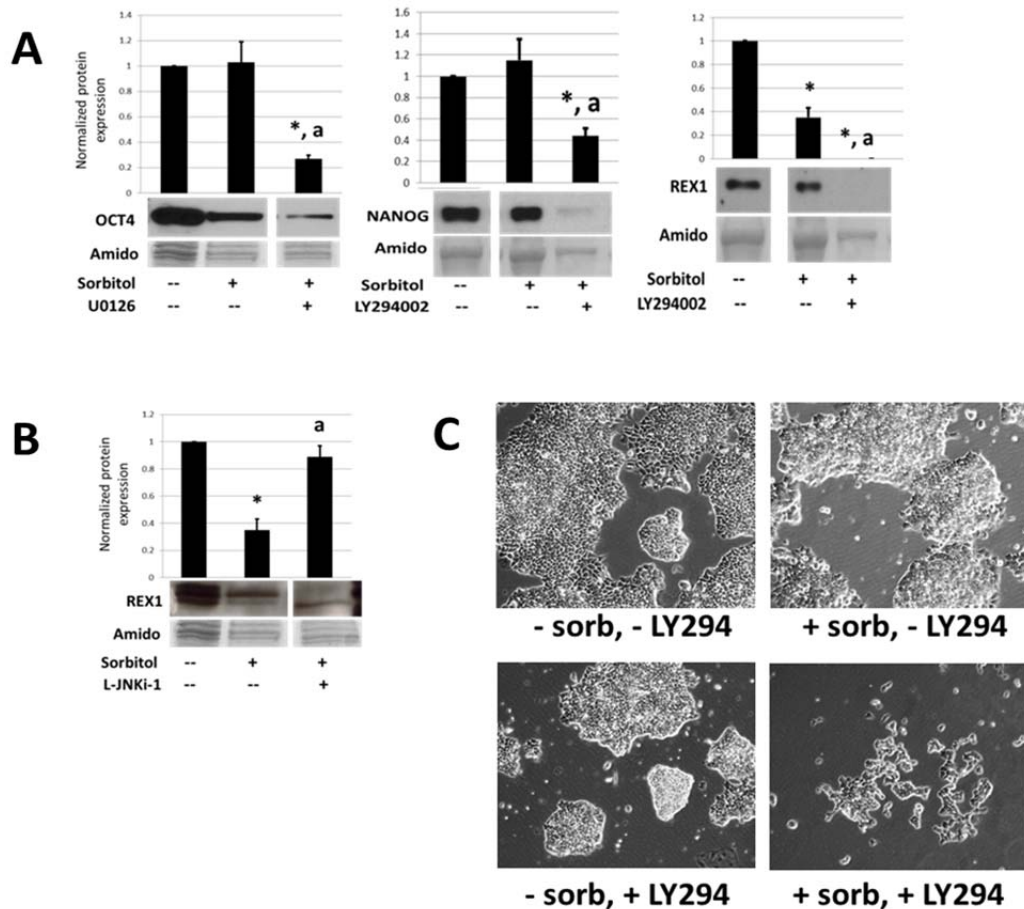 A
Normalized protein
expression
1.4
1.2
1
0.8
0.6
0.4
0.2
0
*, a
OCT4
Amido
Sorbitol -- + +
U0126 -- -- +
1.6
1.4
1.2
1
0.8
0.6
0.4
0.2
0
*, a
NANOG
Amido
Sorbitol -- + +
LY294002 -- -- +
1.2
1
0.8
0.6
0.4
0.2
0
*
*, a
REX1
Amido
Sorbitol -- + +
LY294002 -- -- +
B
Normalized protein
expression
1.2
1
0.8
0.6
0.4
0.2
0
*
a
REX1
Amido
Sorbitol -- + +
L-JNKi-1 -- -- +
C
- sorb, - LY294
+ sorb, - LY294
- sorb, + LY294
+ sorb, + LY294